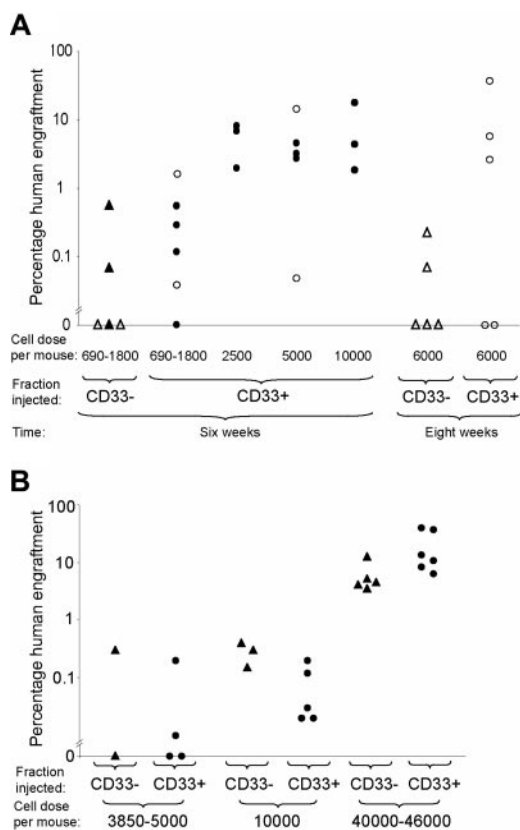 A
Percentage human engraftment
100
10
1
0.1
0
Cell dose per mouse: 690-1800 690-1800 2500 5000 10000 6000 6000
Fraction injected: CD33- CD33+ CD33- CD33+
Time: Six weeks Eight weeks
B
Percentage human engraftment
100
10
1
0.1
0
Fraction injected: CD33- CD33+ CD33- CD33+ CD33- CD33+
Cell dose per mouse: 3850-5000 10000 40000-46000